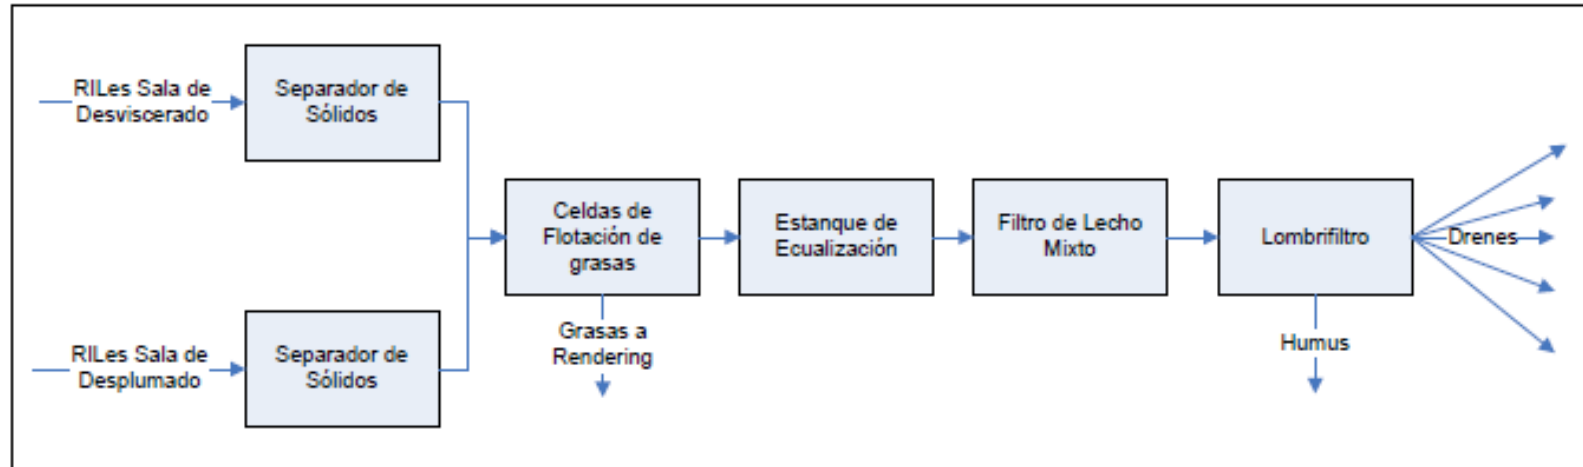 RILes Sala de
Desviscerado
Separador de
Sólidos
Celdas de
Flotación de
grasas
Estanque de
Ecualización
Filtro de Lecho
Mixto
Lombrifiltro
Drenes
Grasas a
Rendering
Humus
RILes Sala de
Desplumado
Separador de
Sólidos